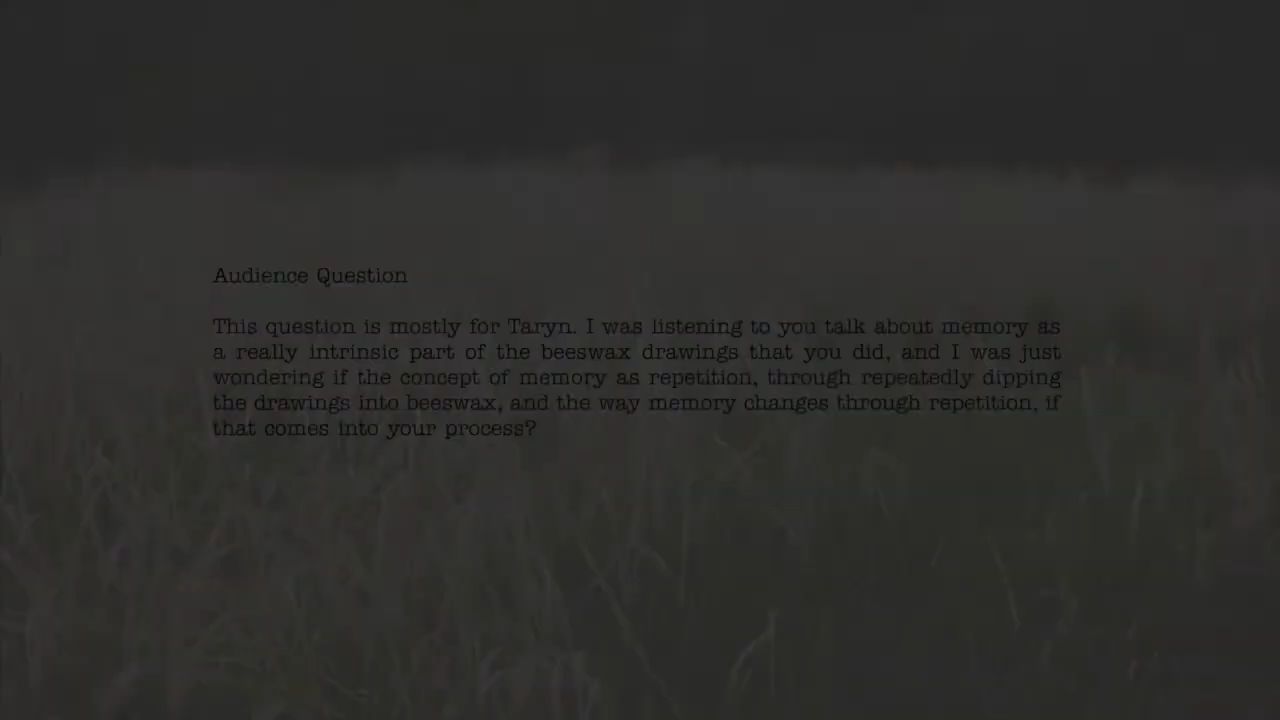 Audience Question
This question is mostly for Taryn. I was listening to you talk about memory as
a really intrinsic part of the beeswax drawings that you did, and I was just
wondering if the concept of memory as repetition, through repeatedly dipping
the drawings into beeswax, and the way memory changes through repetition, if
that comes into your process?